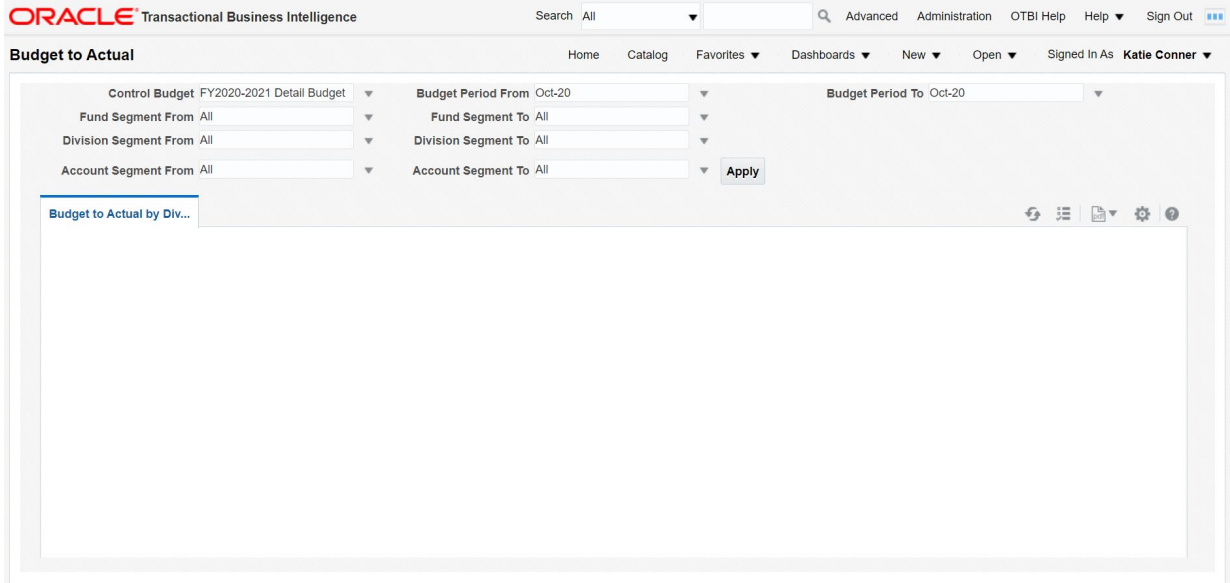 ORACLE® Transactional Business Intelligence Search All Advanced Administration OTBI Help Help Sign Out
Budget to Actual Home Catalog Favorites Dashboards New Open Signed In As Katie Conner
Control Budget FY2020-2021 Detail Budget Budget Period From Oct-20 Budget Period To Oct-20
Fund Segment From All Fund Segment To All
Division Segment From All Division Segment To All
Account Segment From All Account Segment To All Apply
Budget to Actual by Div... pdf